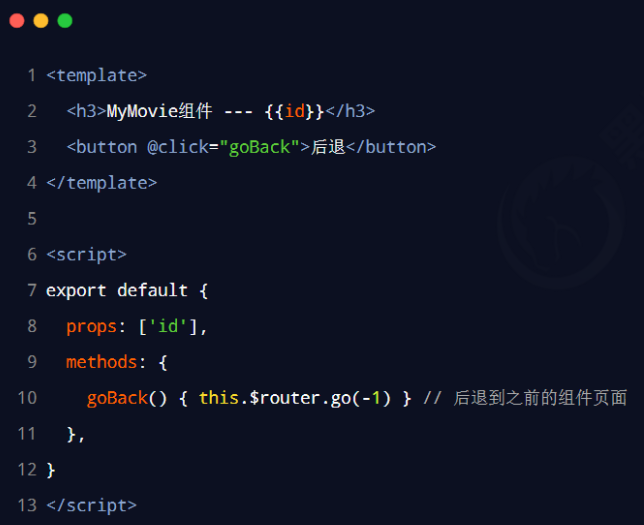 1 <template>
2   <h3>MyMovie组件 --- {{id}}</h3>
3   <button @click="goBack">后退</button>
4 </template>
5
6 <script>
7 export default {
8   props: ['id'],
9   methods: {
10     goBack() { this.$router.go(-1) } // 后退到之前的组件页面
11   },
12 }
13 </script>